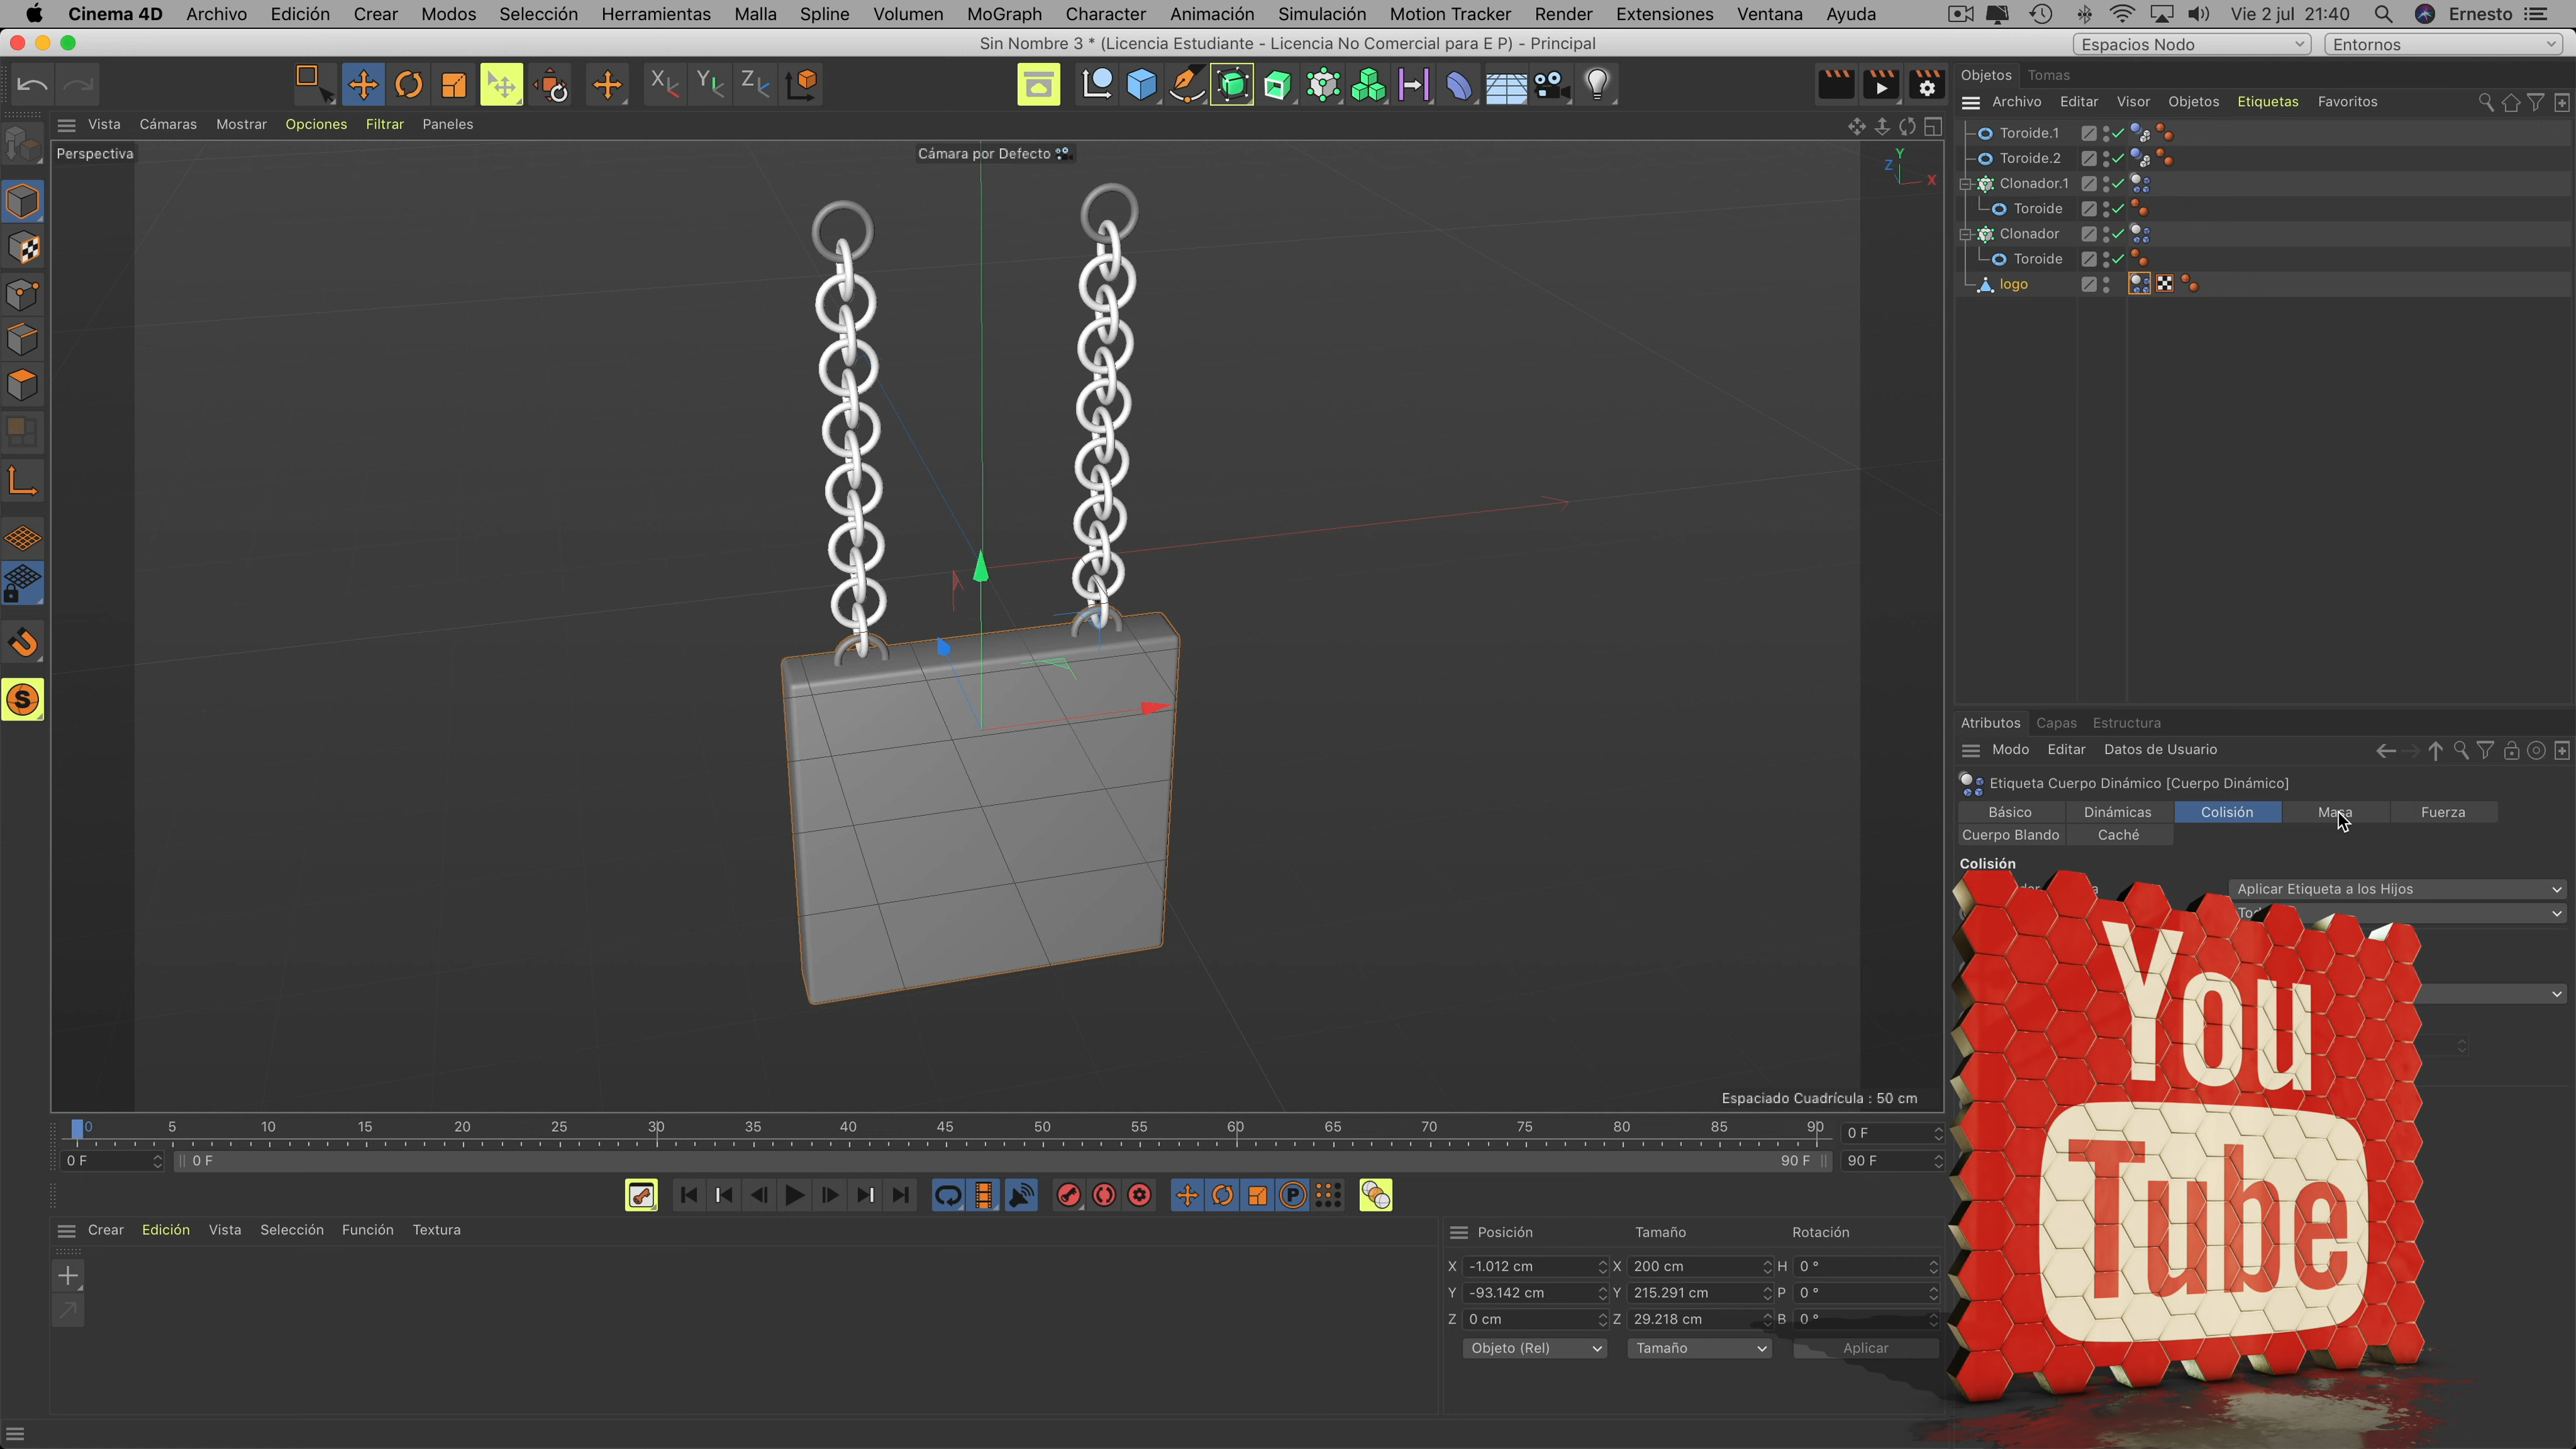 Cinema 4D Archivo Edición Crear Modos Selección Herramientas Malla Spline Volumen MoGraph Character Animación Simulación Motion Tracker Render Extensiones Ventana Ayuda Vie 2 jul 21:40 Ernesto
Sin Nombre 3 * (Licencia Estudiante - Licencia No Comercial para E P) - Principal
Espacios Nodo Entornos
X Y Z
Objetos Tomas
Archivo Editar Visor Objetos Etiquetas Favoritos
Vista Cámaras Mostrar Opciones Filtrar Paneles
Perspectiva
Cámara por Defecto
Y
Z
X
Toroide.1
Toroide.2
Clonador.1
Toroide
Clonador
Toroide
logo
Atributos Capas Estructura
Modo Editar Datos de Usuario
Etiqueta Cuerpo Dinámico [Cuerpo Dinámico]
Básico Dinámicas Colisión Masa Fuerza
Cuerpo Blando Caché
Colisión
Aplicar Etiqueta a los Hijos
You
Tube
Espaciado Cuadrícula : 50 cm
0 5 10 15 20 25 30 35 40 45 50 55 60 65 70 75 80 85 90
0 F
0 F 0 F 90 F 90 F
Crear Edición Vista Selección Función Textura
Posición Tamaño Rotación
X -1.012 cm X 200 cm H 0 °
Y -93.142 cm Y 215.291 cm P 0 °
Z 0 cm Z 29.218 cm B 0 °
Objeto (Rel) Tamaño Aplicar